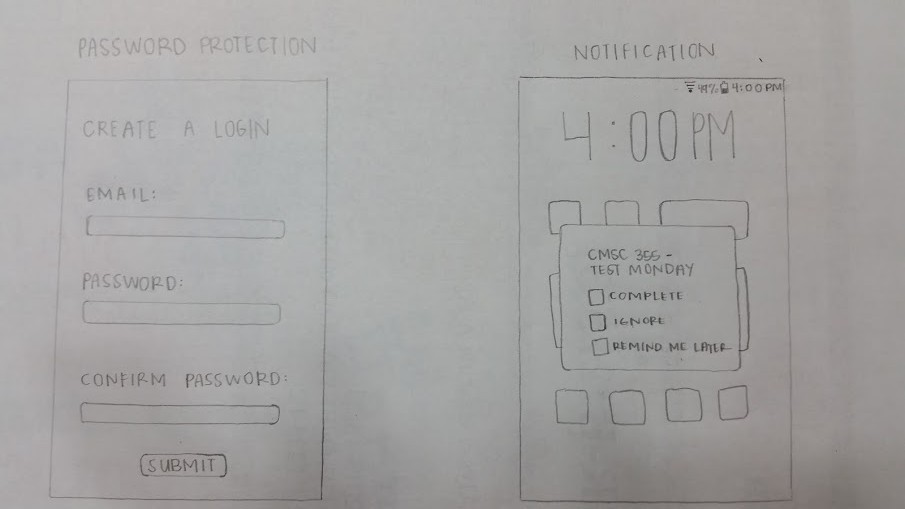 PASSWORD PROTECTION
CREATE A LOGIN
EMAIL:
PASSWORD:
CONFIRM PASSWORD:
SUBMIT
NOTIFICATION
49% 4:00PM
4:00PM
CMSC 355 -
TEST MONDAY
COMPLETE
IGNORE
REMIND ME LATER